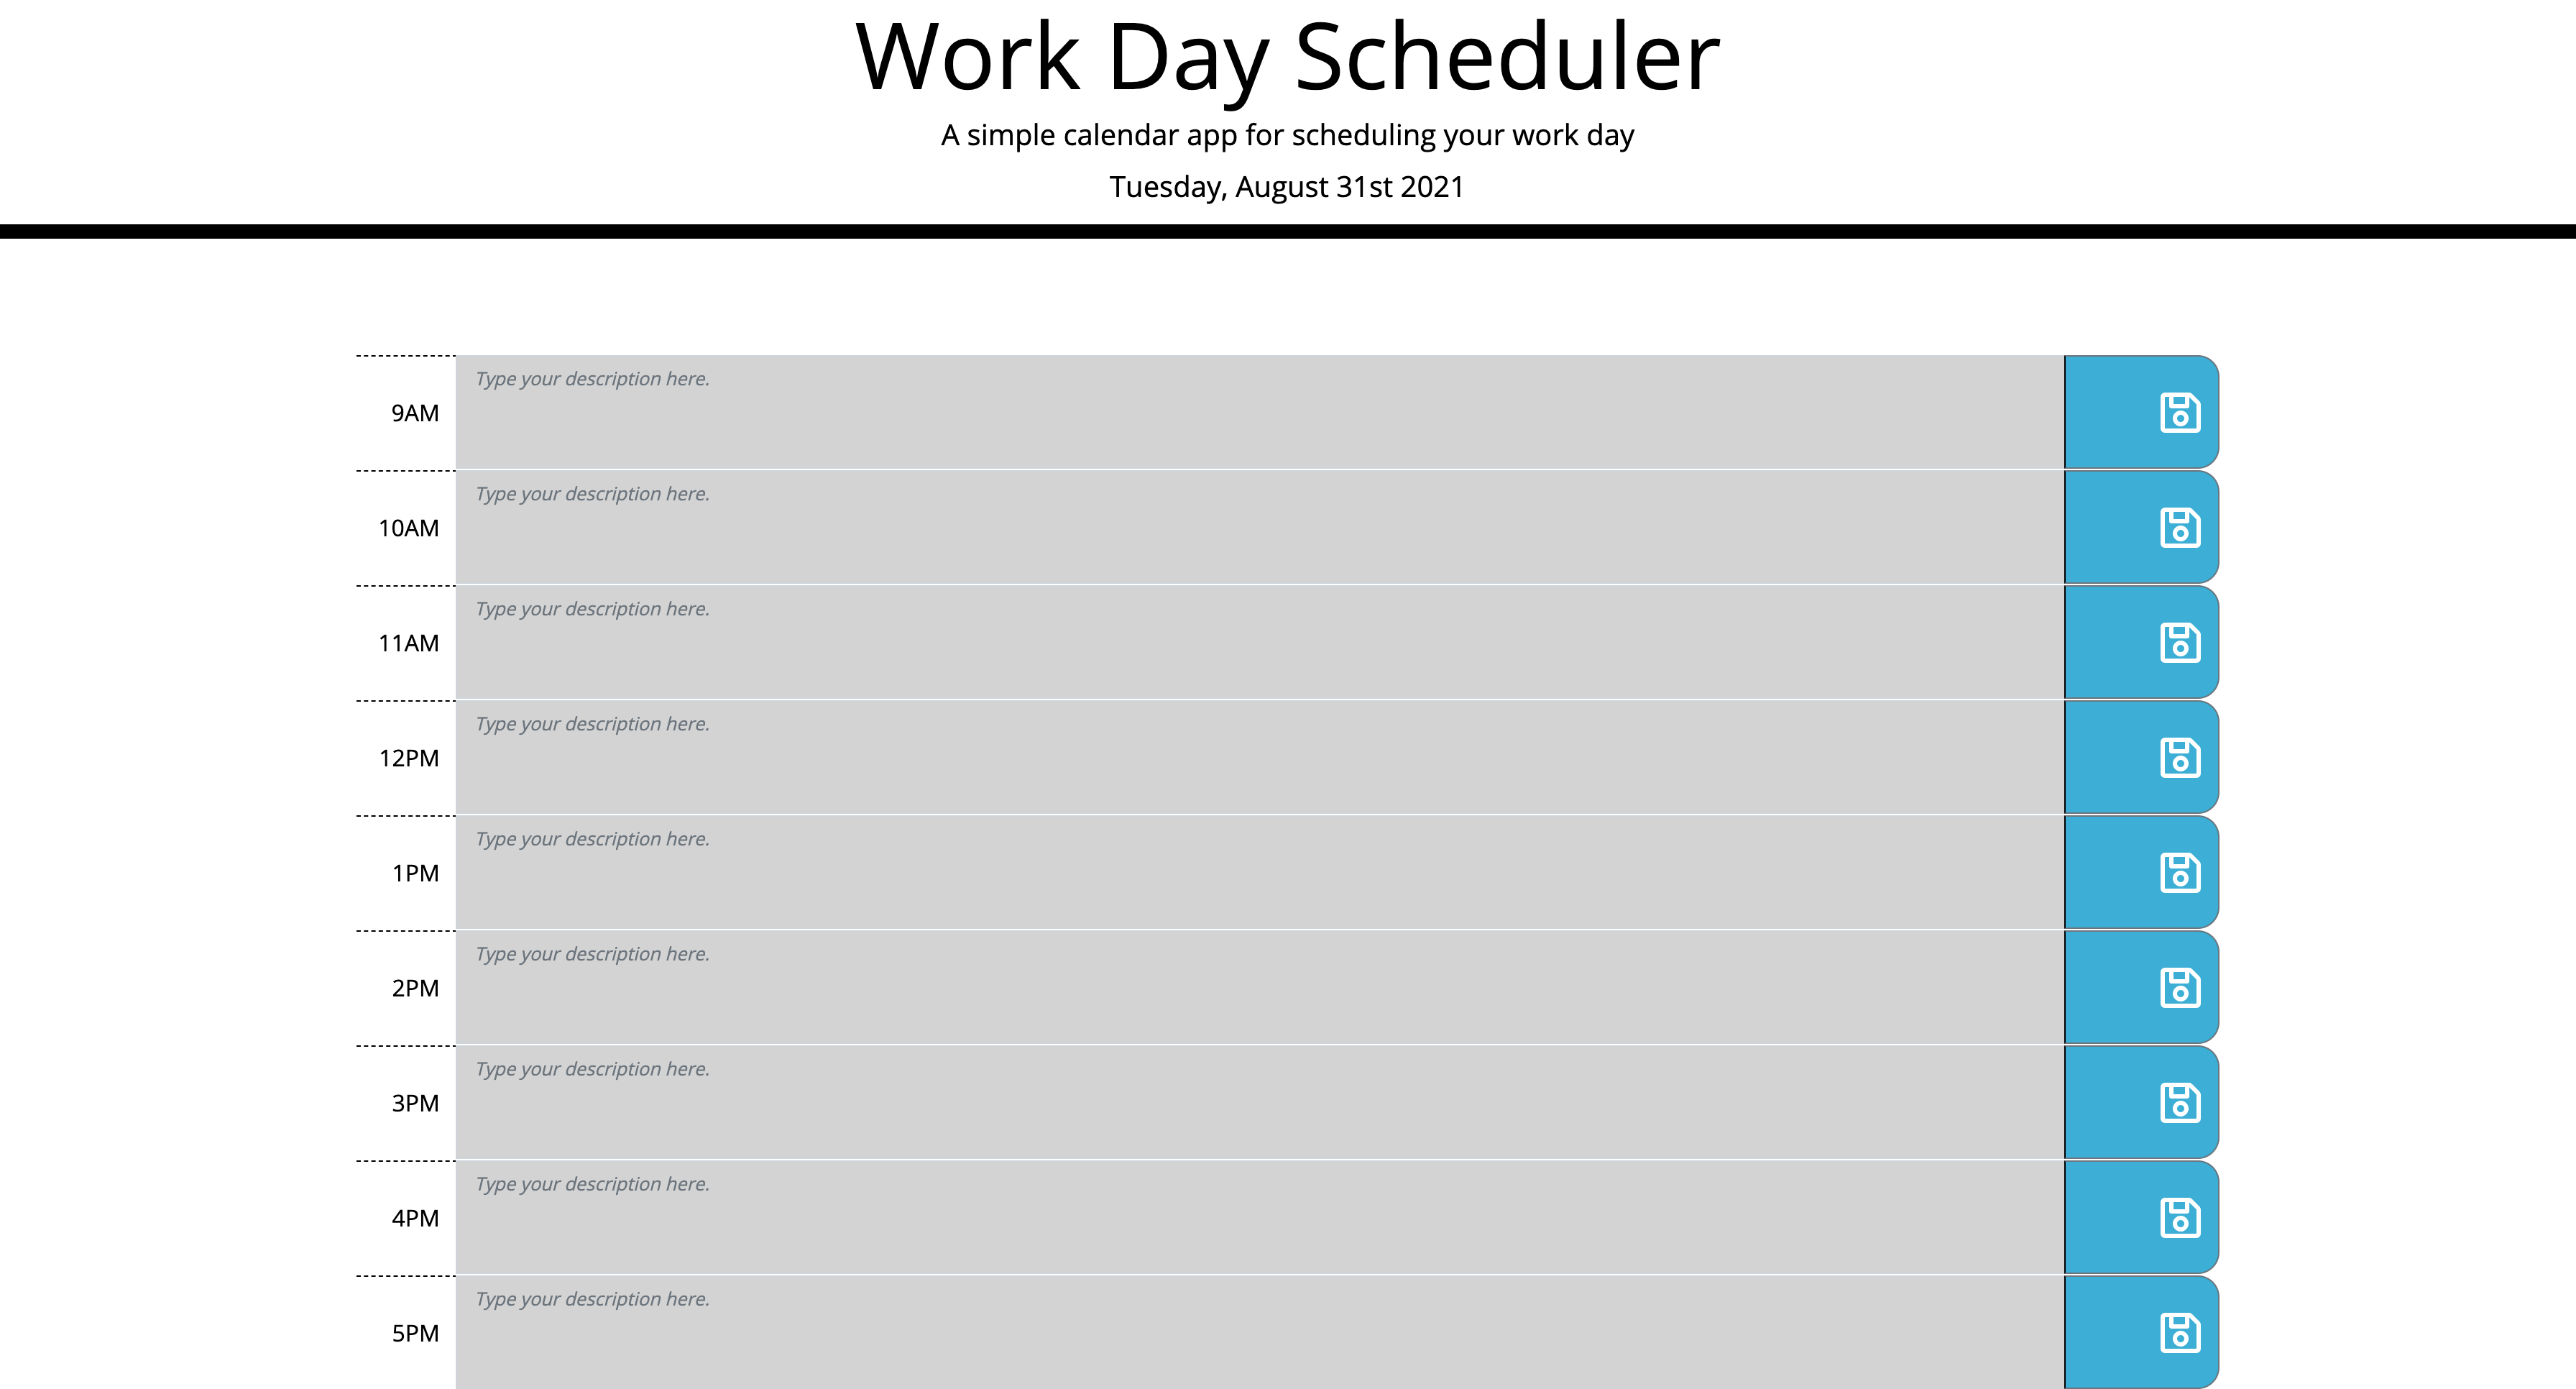 Work Day Scheduler
A simple calendar app for scheduling your work day
Tuesday, August 31st 2021
9AM
Type your description here.
10AM
Type your description here.
11AM
Type your description here.
12PM
Type your description here.
1PM
Type your description here.
2PM
Type your description here.
3PM
Type your description here.
4PM
Type your description here.
5PM
Type your description here.